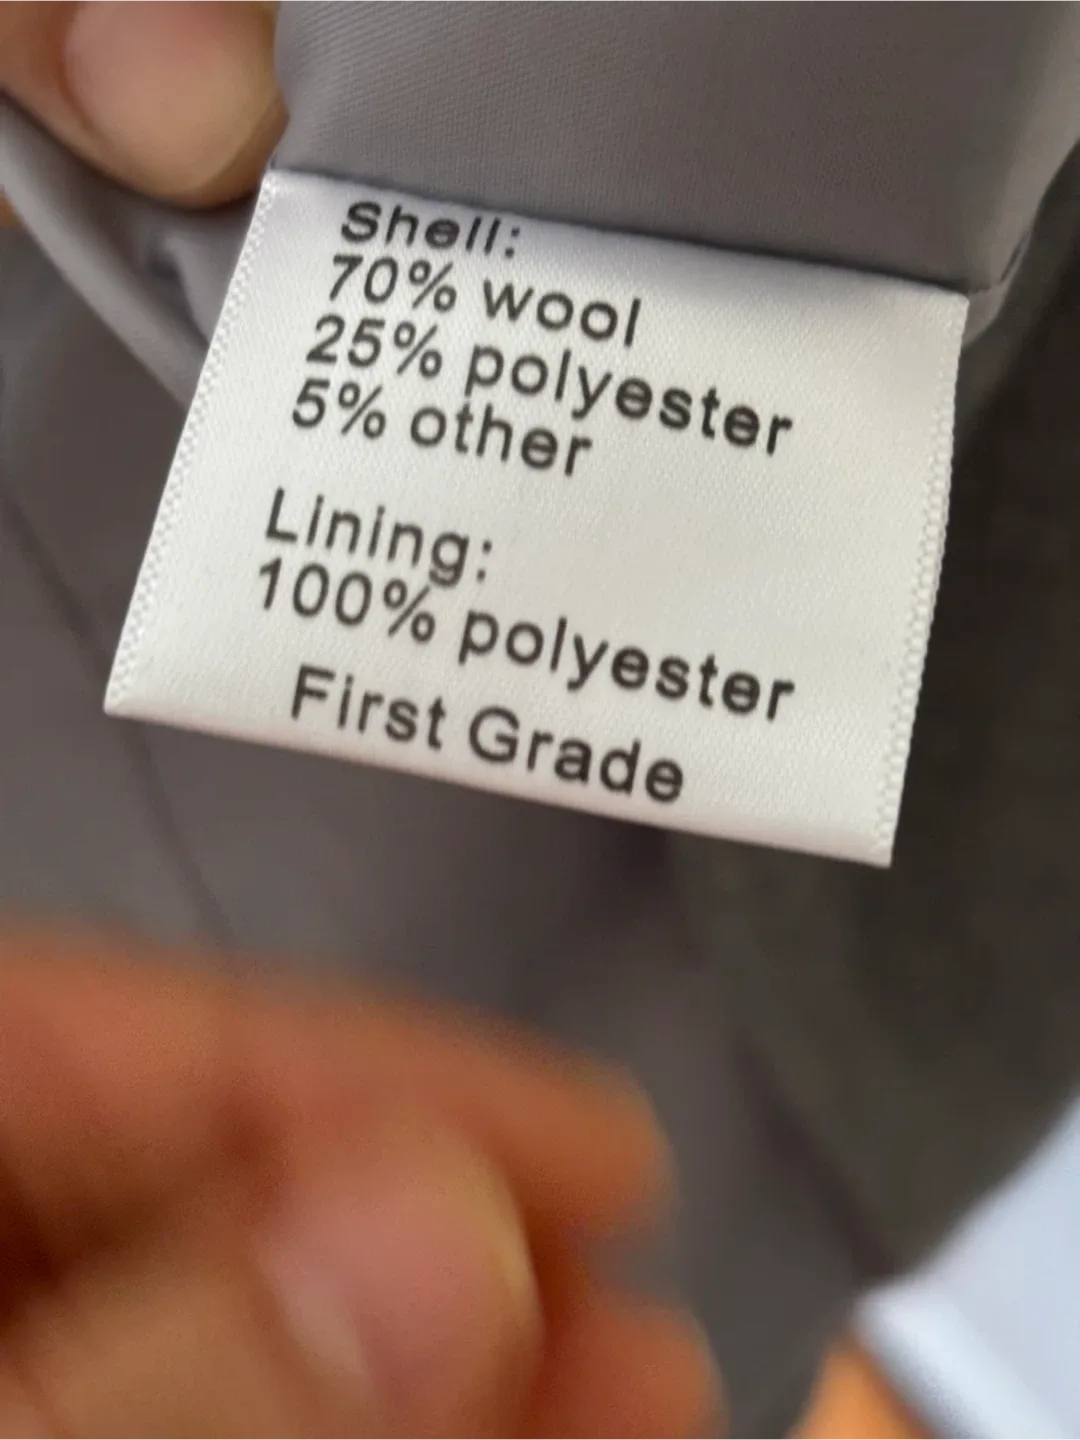 Shell:
70% wool
25% polyester
5% other
Lining:
100% polyester
First Grade